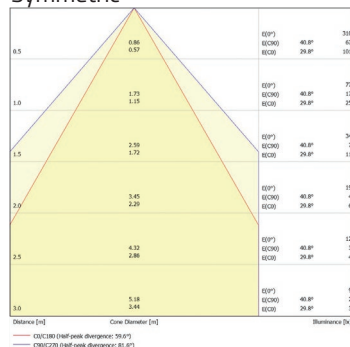 Symmetric
E(0°)
0.86 E(C90) 40.8°
0.5 0.57 E(C0) 29.8°
E(0°)
1.73 E(C90) 40.8°
1.0 1.15 E(C0) 29.8°
E(0°)
2.59 E(C90) 40.8°
1.5 1.72 E(C0) 29.8°
E(0°)
3.45 E(C90) 40.8°
2.0 2.29 E(C0) 29.8°
E(0°)
4.32 E(C90) 40.8°
2.5 2.86 E(C0) 29.8°
E(0°)
5.18 E(C90) 40.8°
3.0 3.44 E(C0) 29.8°
Distance [m] Cone Diameter [m] Illuminance
C0/C180 (Half-peak divergence: 59.6°)
C90/C270 (Half-peak divergence: 81.6°)